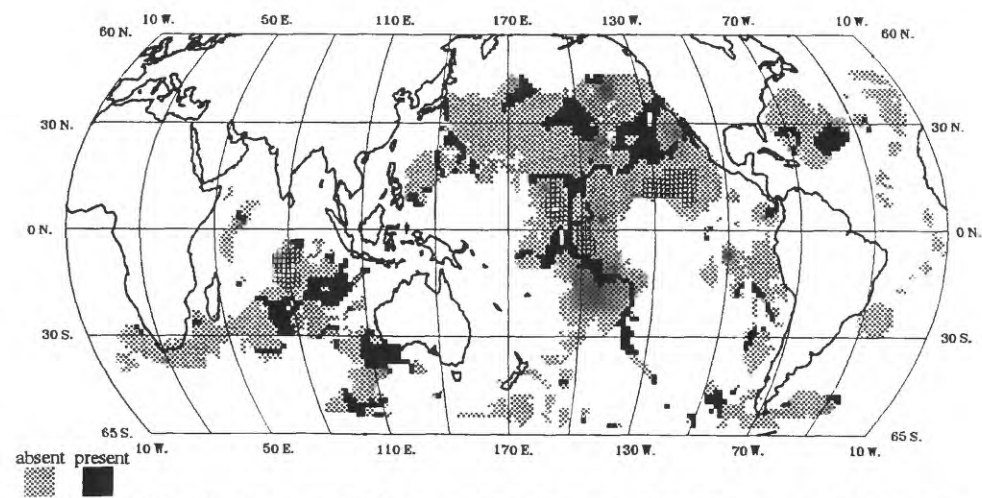 10 W. 50 E. 110 E. 170 E. 130 W. 70 W. 10 W.
60 N. 60 N.
30 N. 30 N.
0 N. 0 N.
30 S. 30 S.
65 S. 65 S.
10 W. 50 E. 110 E. 170 E. 130 W. 70 W. 10 W.
absent present